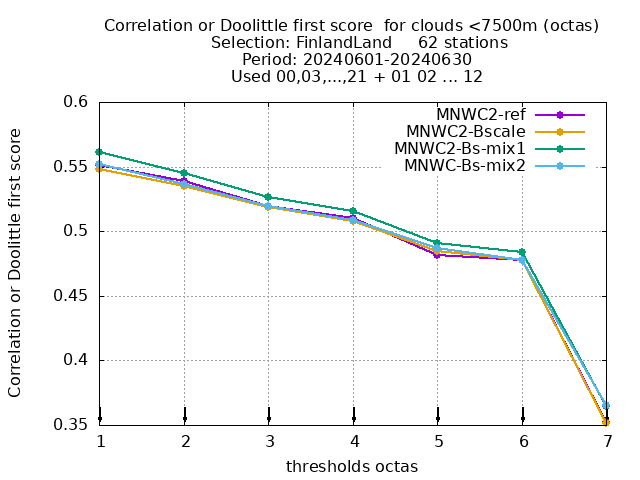 Correlation or Doolittle first score  for clouds <7500m (octas)
Selection: FinlandLand     62 stations
Period: 20240601-20240630
Used 00,03,...,21 + 01 02 ... 12
Correlation or Doolittle first score
0.6
0.55
0.5
0.45
0.4
0.35
MNWC2-ref
MNWC2-Bscale
MNWC2-Bs-mix1
MNWC-Bs-mix2
1 2 3 4 5 6 7
thresholds octas